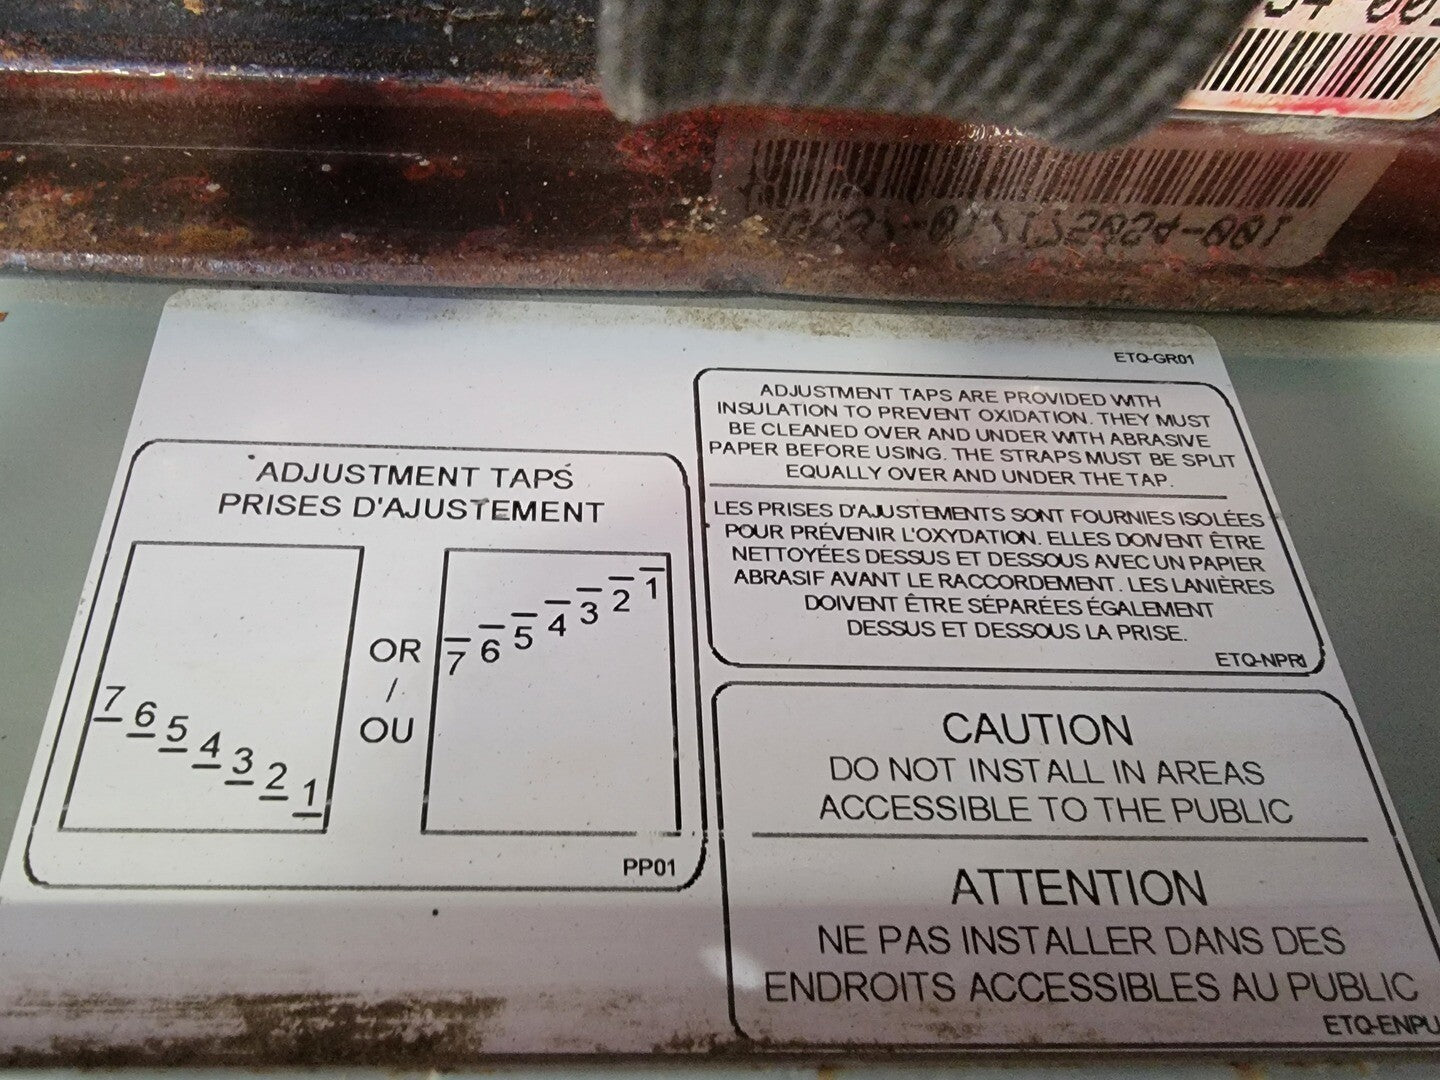 ETQ-GR01
ADJUSTMENT TAPS
PRISES D'AJUSTEMENT
7 6 5 4 3 2 1
OR
/
OU
7 6 5 4 3 2 1
PP01
ADJUSTMENT TAPS ARE PROVIDED WITH
INSULATION TO PREVENT OXIDATION. THEY MUST
BE CLEANED OVER AND UNDER WITH ABRASIVE
PAPER BEFORE USING. THE STRAPS MUST BE SPLIT
EQUALLY OVER AND UNDER THE TAP.
LES PRISES D'AJUSTEMENTS SONT FOURNIES ISOLÉES
POUR PRÉVENIR L'OXYDATION. ELLES DOIVENT ÊTRE
NETTOYÉES DESSUS ET DESSOUS AVEC UN PAPIER
ABRASIF AVANT LE RACCORDEMENT. LES LANIÈRES
DOIVENT ÊTRE SÉPARÉES ÉGALEMENT
DESSUS ET DESSOUS LA PRISE.
ETQ-NPRI
CAUTION
DO NOT INSTALL IN AREAS
ACCESSIBLE TO THE PUBLIC
ATTENTION
NE PAS INSTALLER DANS DES
ENDROITS ACCESSIBLES AU PUBLIC
ETQ-ENPU